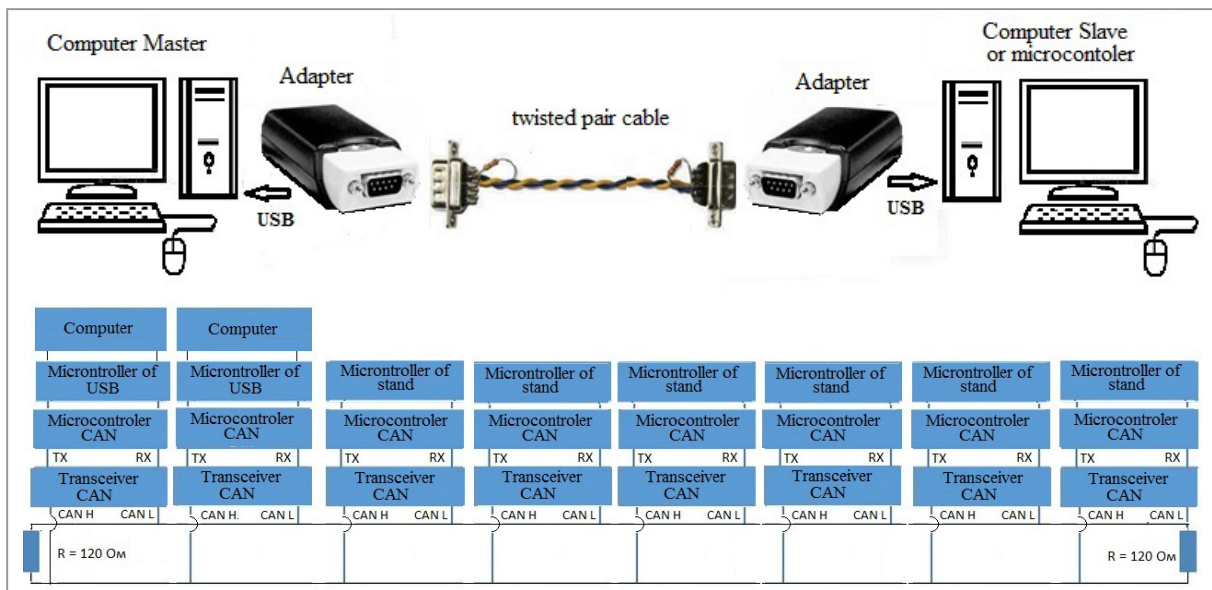 Computer Master
Computer Slave
or microcontoler
Adapter
Adapter
twisted pair cable
USB
USB
Computer
Computer
Microntroller of
USB
Microntroller of
USB
Microntroller of
stand
Microntroller of
stand
Microntroller of
stand
Microntroller of
stand
Microntroller of
stand
Microntroller of
stand
Microcontroler
CAN
Microcontroler
CAN
Microcontroler
CAN
Microcontroler
CAN
Microcontroler
CAN
Microcontroler
CAN
Microcontroler
CAN
Microcontroler
CAN
TX RX
TX RX
TX RX
TX RX
TX RX
TX RX
TX RX
TX RX
Transceiver
CAN
Transceiver
CAN
Transceiver
CAN
Transceiver
CAN
Transceiver
CAN
Transceiver
CAN
Transceiver
CAN
Transceiver
CAN
CAN H CAN L
CAN H. CAN L
CAN H CAN L
CAN H CAN L
CAN H CAN L
CAN H CAN L
CAN H CAN L
CAN H CAN L
R = 120 Ом
R = 120 Ом